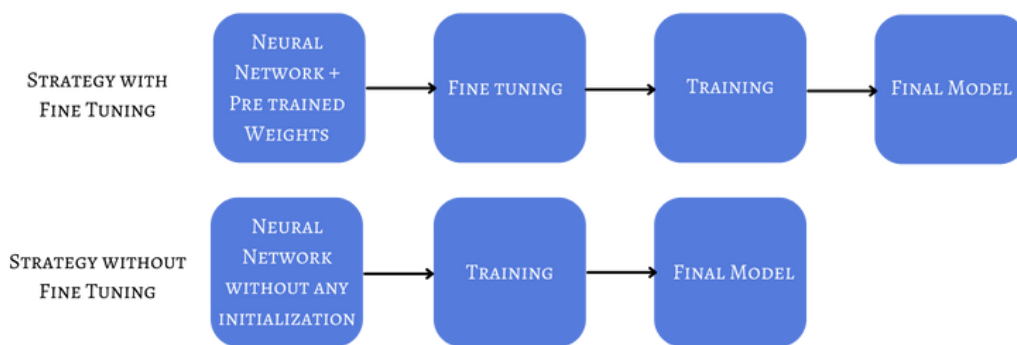 Strategy with
Fine Tuning
Neural
Network +
Pre trained
Weights
Fine tuning
Training
Final Model
Strategy without
Fine Tuning
Neural
Network
without any
initialization
Training
Final Model